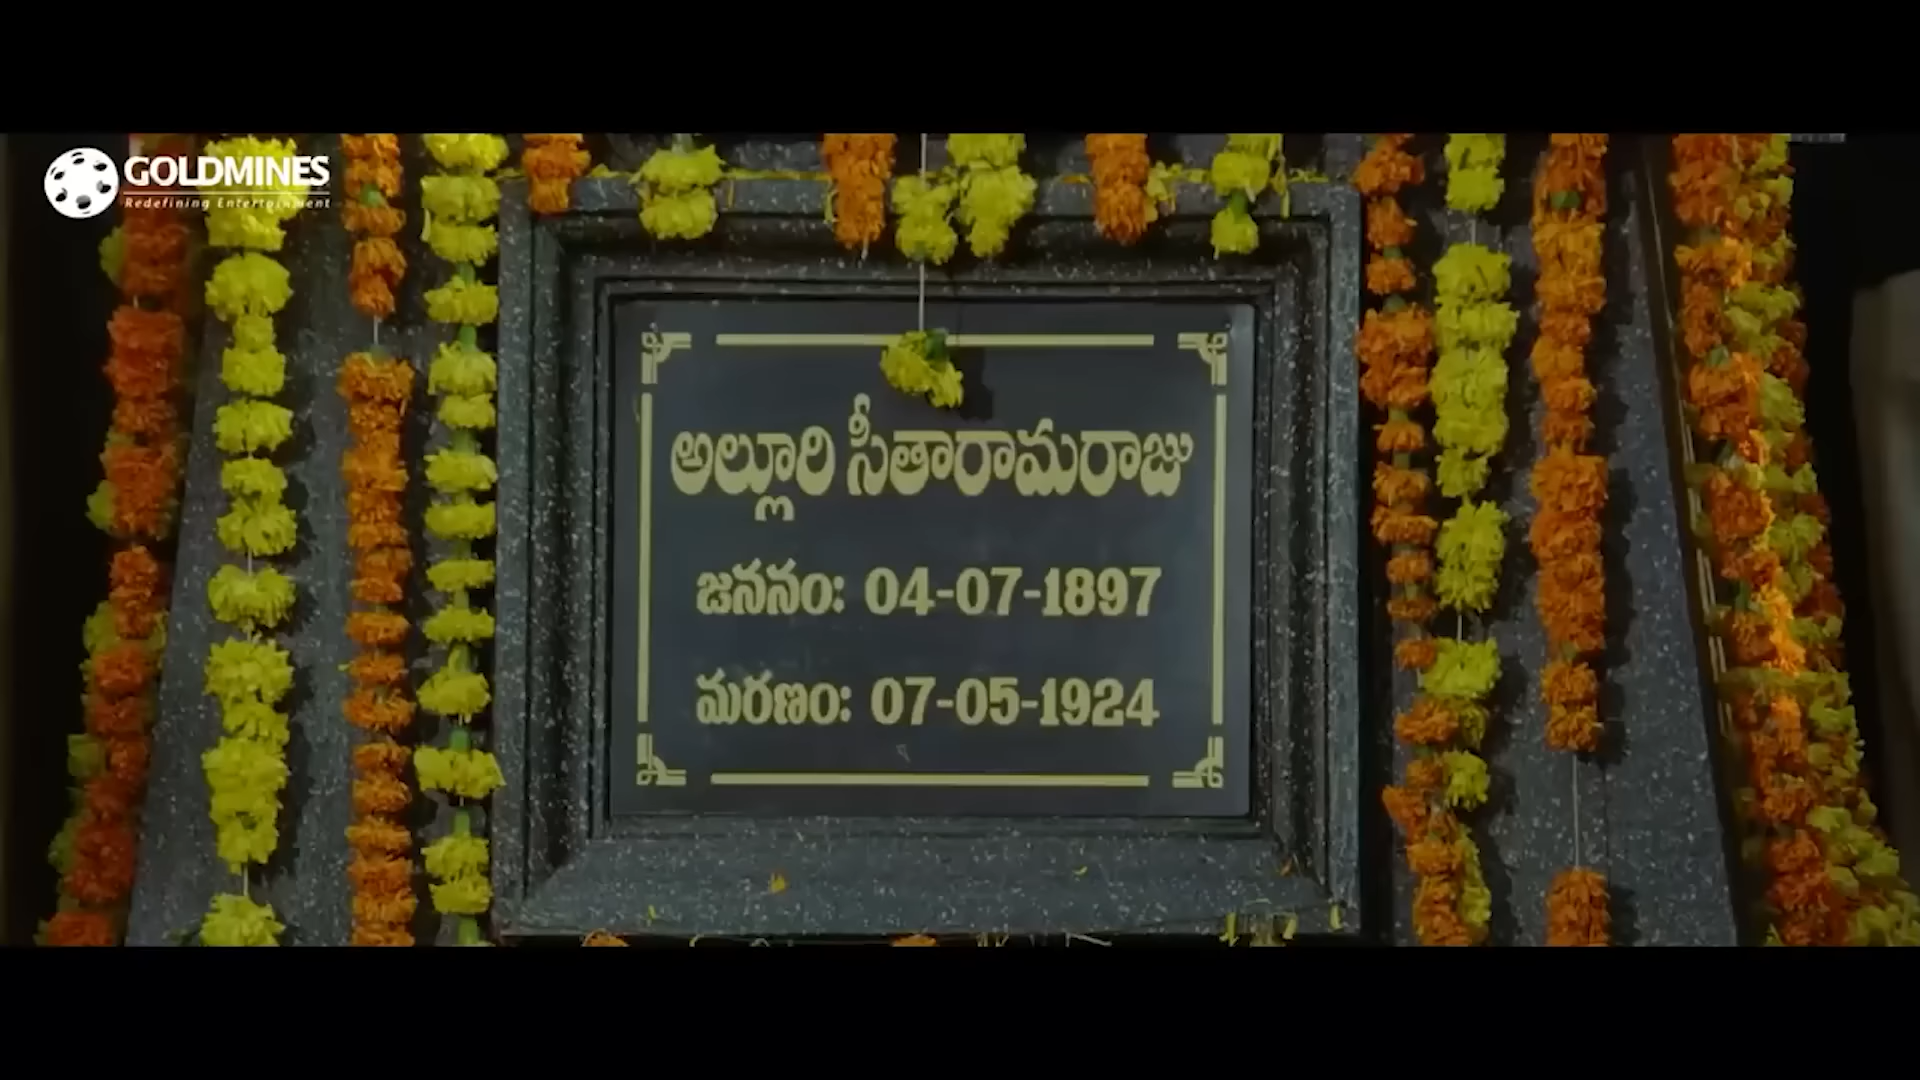 GOLDMINES
Redefining Entertainment
అల్లూరి సీతారామరాజు
జననం: 04-07-1897
మరణం: 07-05-1924